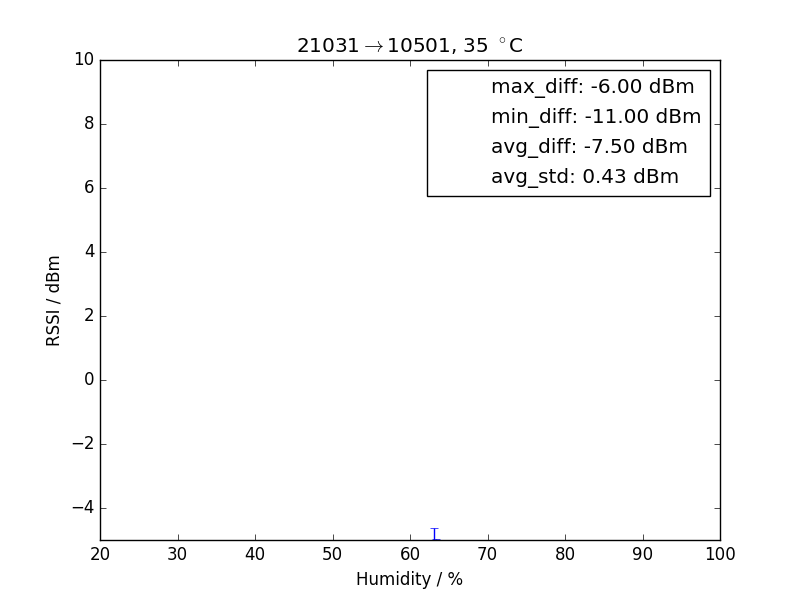 21031→10501, 35 °C
10
8
6
4
2
0
−2
−4
RSSI / dBm
max_diff: -6.00 dBm
min_diff: -11.00 dBm
avg_diff: -7.50 dBm
avg_std: 0.43 dBm
20 30 40 50 60 70 80 90 100
Humidity / %